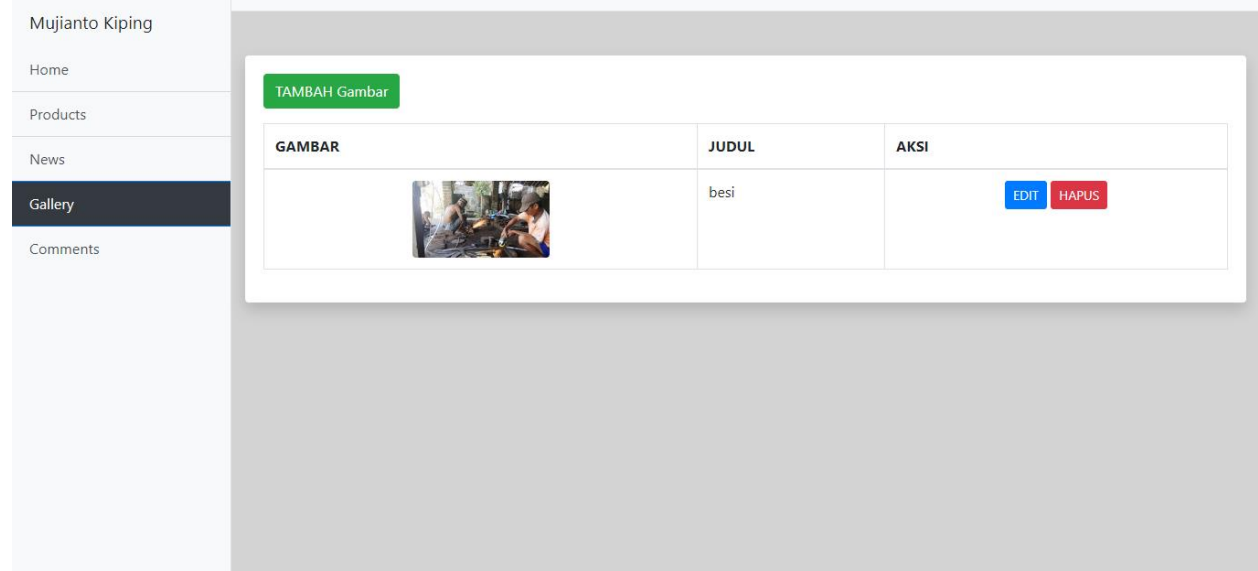 Mujianto Kiping
Home
Products
News
Gallery
Comments
TAMBAH Gambar
GAMBAR JUDUL AKSI
besi EDIT HAPUS